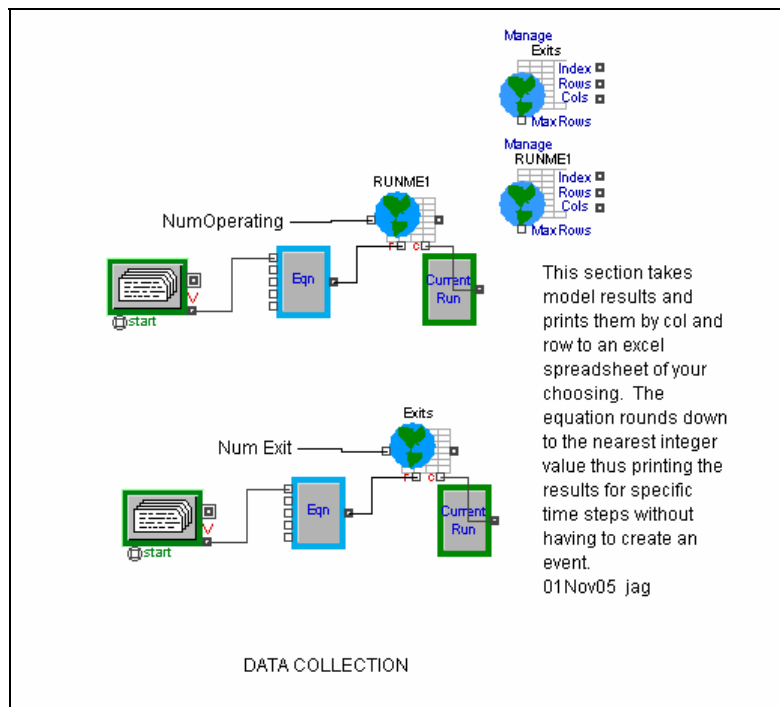 Manage
Exits
Index
Rows
Cols
MaxRows
Manage
RUNME1
Index
Rows
Cols
MaxRows
RUNME1
NumOperating
r c
Eqn
Current
Run
V
start
This section takes
model results and
prints them by col and
row to an excel
spreadsheet of your
choosing. The
equation rounds down
to the nearest integer
value thus printing the
results for specific
time steps without
having to create an
event.
01Nov05 jag
Exits
Num Exit
r c
Eqn
Current
Run
V
start
DATA COLLECTION